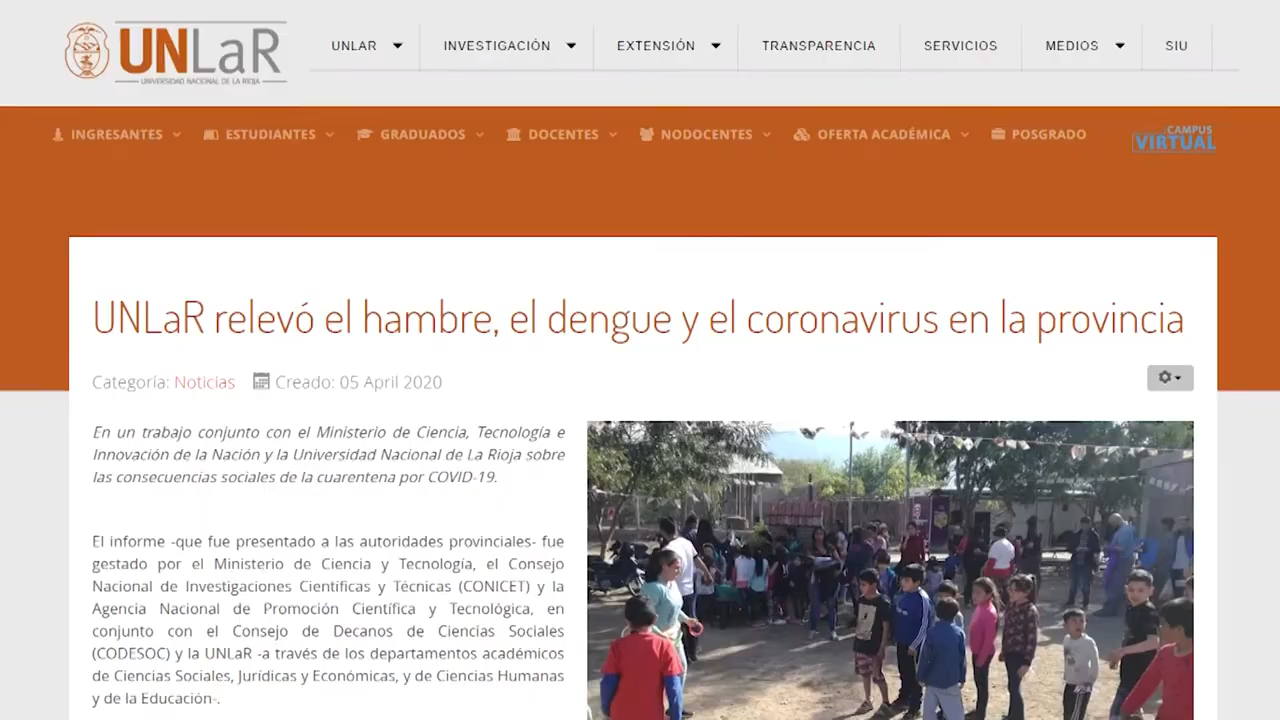 UNLaR
UNIVERSIDAD NACIONAL DE LA RIOJA
UNLAR
INVESTIGACIÓN
EXTENSIÓN
TRANSPARENCIA
SERVICIOS
MEDIOS
SIU
INGRESANTES
ESTUDIANTES
GRADUADOS
DOCENTES
NODOCENTES
OFERTA ACADÉMICA
POSGRADO
CAMPUS
VIRTUAL
UNLaR relevó el hambre, el dengue y el coronavirus en la provincia
Categoría: Noticias Creado: 05 April 2020
En un trabajo conjunto con el Ministerio de Ciencia, Tecnología e
Innovación de la Nación y la Universidad Nacional de La Rioja sobre
las consecuencias sociales de la cuarentena por COVID-19.
El informe -que fue presentado a las autoridades provinciales- fue
gestado por el Ministerio de Ciencia y Tecnología, el Consejo
Nacional de Investigaciones Científicas y Técnicas (CONICET) y la
Agencia Nacional de Promoción Científica y Tecnológica, en
conjunto con el Consejo de Decanos de Ciencias Sociales
(CODESOC) y la UNLaR -a través de los departamentos académicos
de Ciencias Sociales, Jurídicas y Económicas, y de Ciencias Humanas
y de la Educación-.